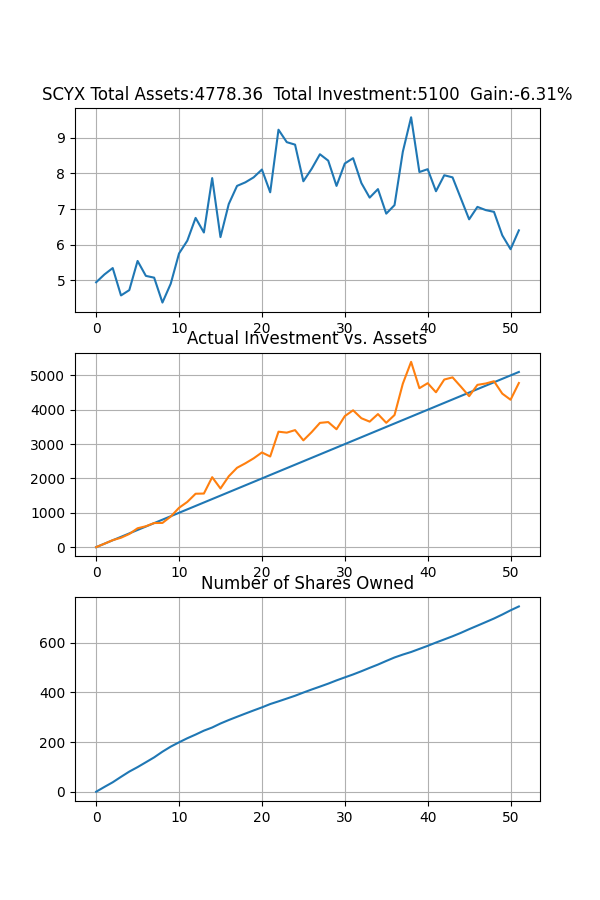 SCYX Total Assets:4778.36  Total Investment:5100  Gain:-6.31%
9
8
7
6
5
0 10 20 30 40 50
Actual Investment vs. Assets
5000
4000
3000
2000
1000
0
0 10 20 30 40 50
Number of Shares Owned
600
400
200
0
0 10 20 30 40 50